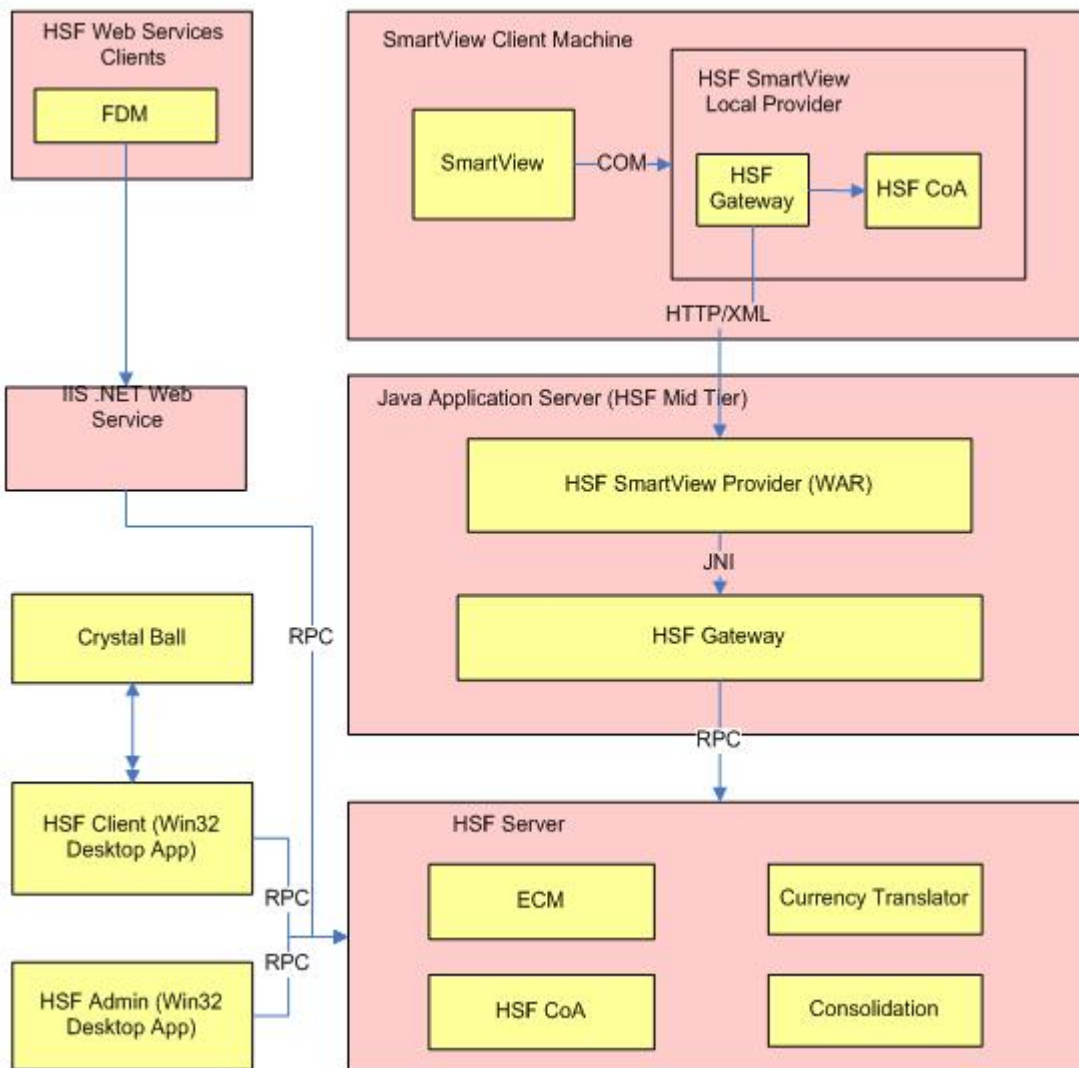 HSF Web Services
Clients
FDM
SmartView Client Machine
HSF SmartView
Local Provider
SmartView
COM
HSF
Gateway
HSF CoA
HTTP/XML
IIS .NET Web
Service
Java Application Server (HSF Mid Tier)
HSF SmartView Provider (WAR)
JNI
HSF Gateway
RPC
Crystal Ball
RPC
HSF Client (Win32
Desktop App)
RPC
RPC
HSF Admin (Win32
Desktop App)
HSF Server
ECM
Currency Translator
HSF CoA
Consolidation